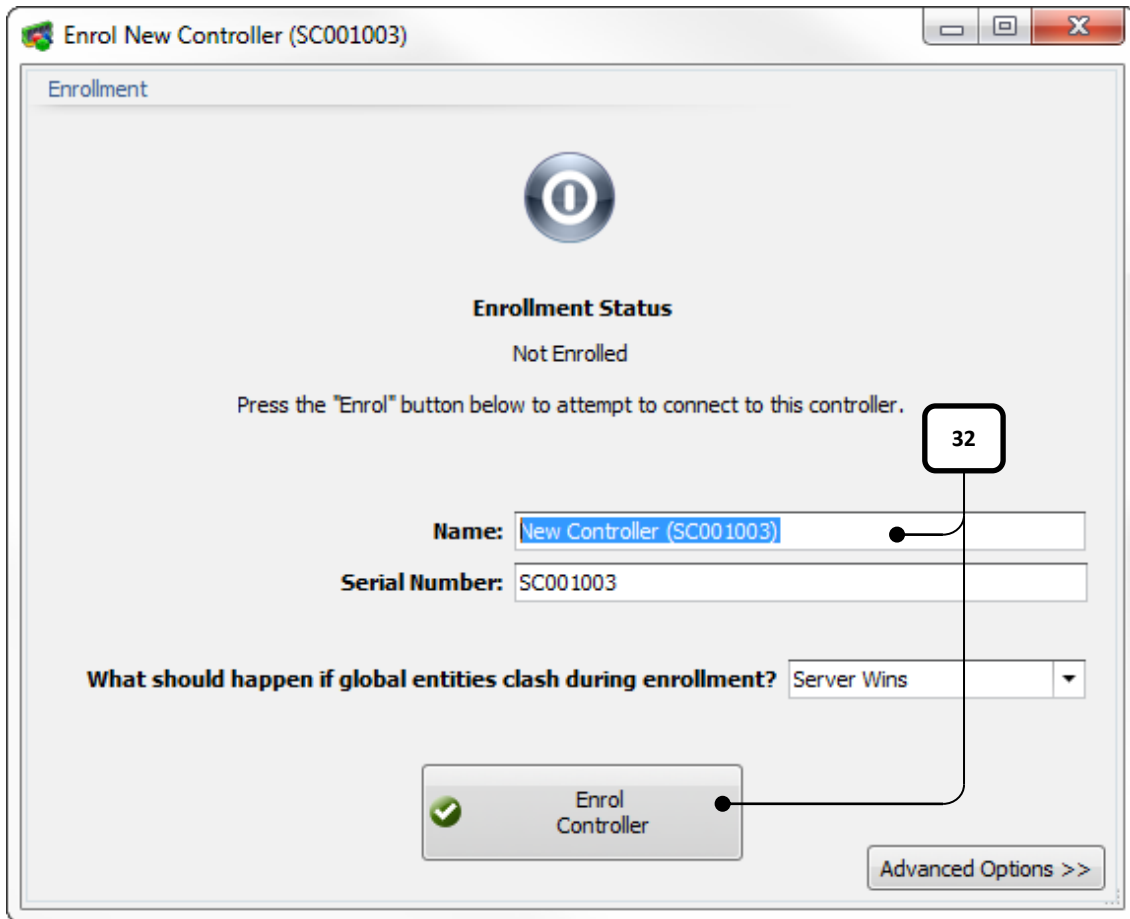 Enrol New Controller (SC001003)
Enrollment
Enrollment Status
Not Enrolled
Press the "Enrol" button below to attempt to connect to this controller.
32
Name: New Controller (SC001003)
Serial Number: SC001003
What should happen if global entities clash during enrollment? Server Wins
Enrol
Controller
Advanced Options >>